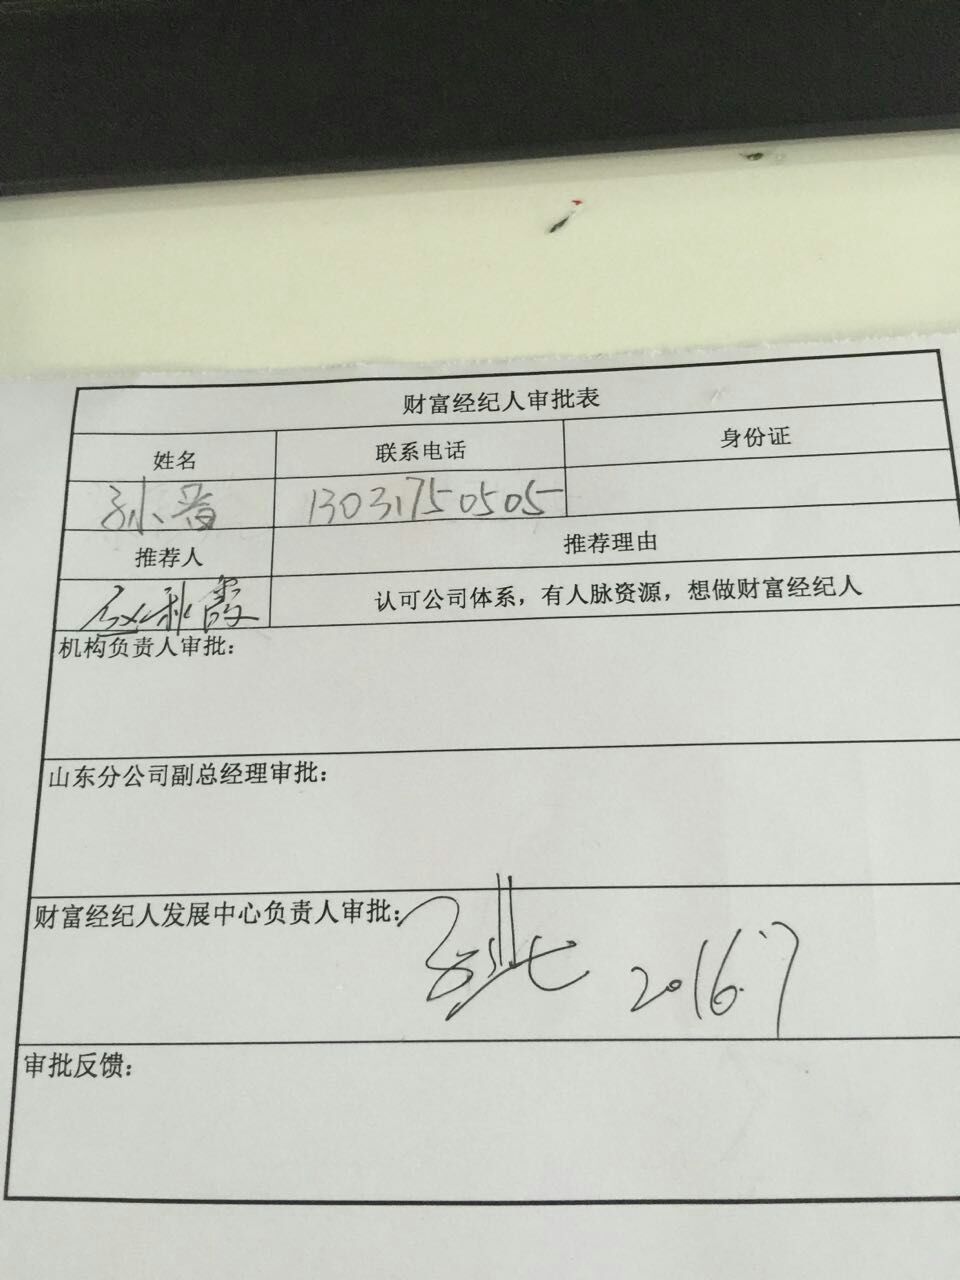 财富经纪人审批表
姓名 联系电话 身份证
孙 13031750505
推荐人 推荐理由
赵秋霞 认可公司体系，有人脉资源，想做财富经纪人
机构负责人审批：
山东分公司副总经理审批：
财富经纪人发展中心负责人审批：
2016.7
审批反馈：